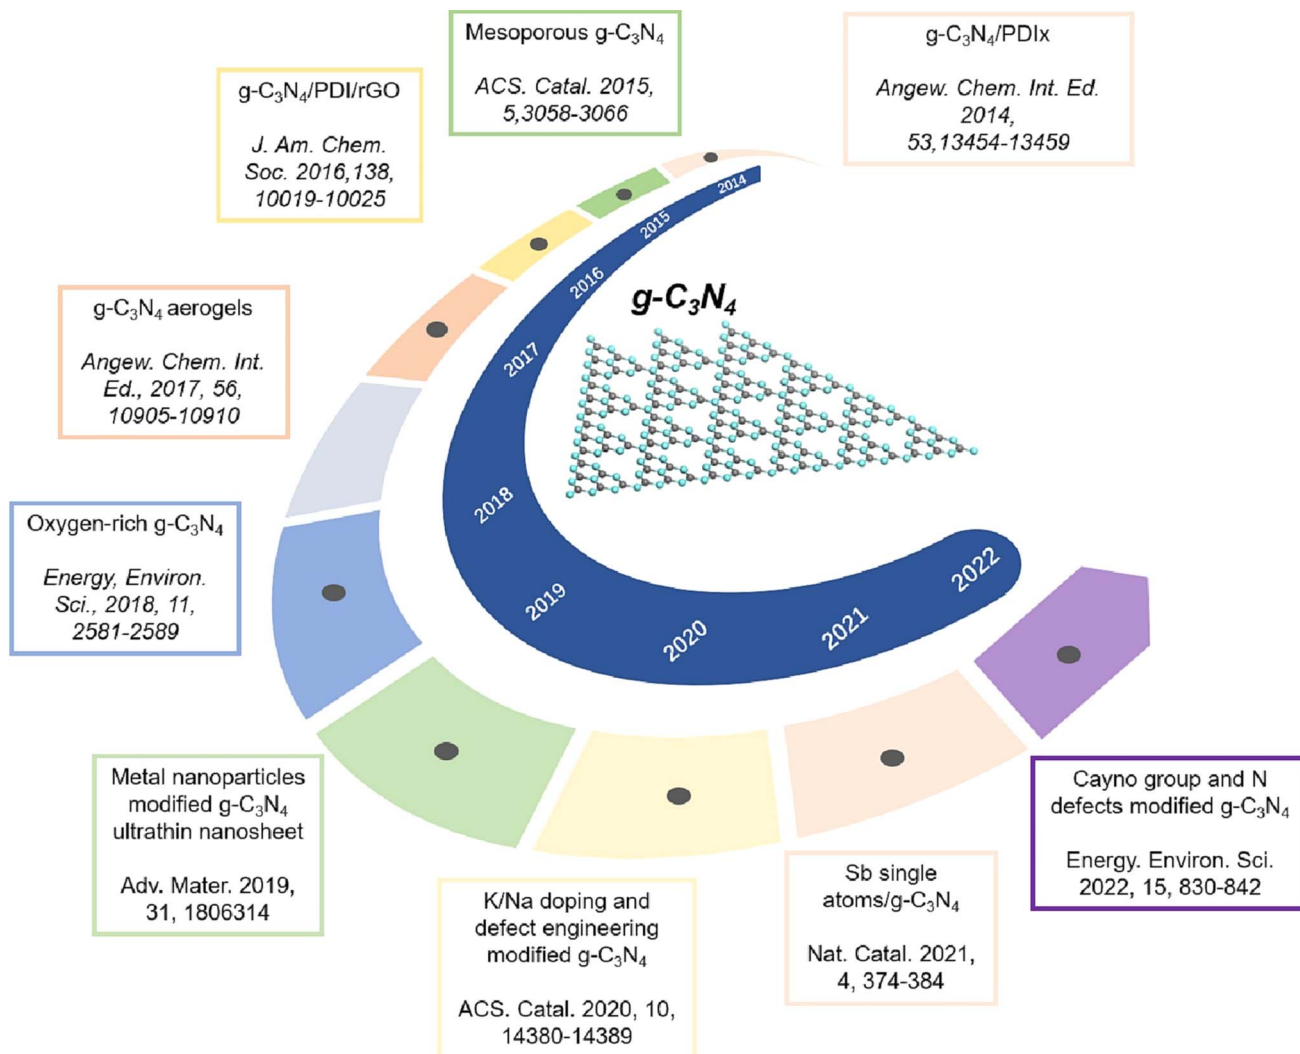 g-C₃N₄/PDIx
Angew. Chem. Int. Ed.
2014,
53,13454-13459
Mesoporous g-C₃N₄
ACS. Catal. 2015,
5,3058-3066
g-C₃N₄/PDI/rGO
J. Am. Chem.
Soc. 2016,138,
10019-10025
g-C₃N₄ aerogels
Angew. Chem. Int.
Ed., 2017, 56,
10905-10910
Oxygen-rich g-C₃N₄
Energy, Environ.
Sci., 2018, 11,
2581-2589
Metal nanoparticles
modified g-C₃N₄
ultrathin nanosheet
Adv. Mater. 2019,
31, 1806314
K/Na doping and
defect engineering
modified g-C₃N₄
ACS. Catal. 2020, 10,
14380-14389
Sb single
atoms/g-C₃N₄
Nat. Catal. 2021,
4, 374-384
Cayno group and N
defects modified g-C₃N₄
Energy. Environ. Sci.
2022, 15, 830-842
2014
2015
2016
2017
2018
2019
2020
2021
2022
g-C₃N₄